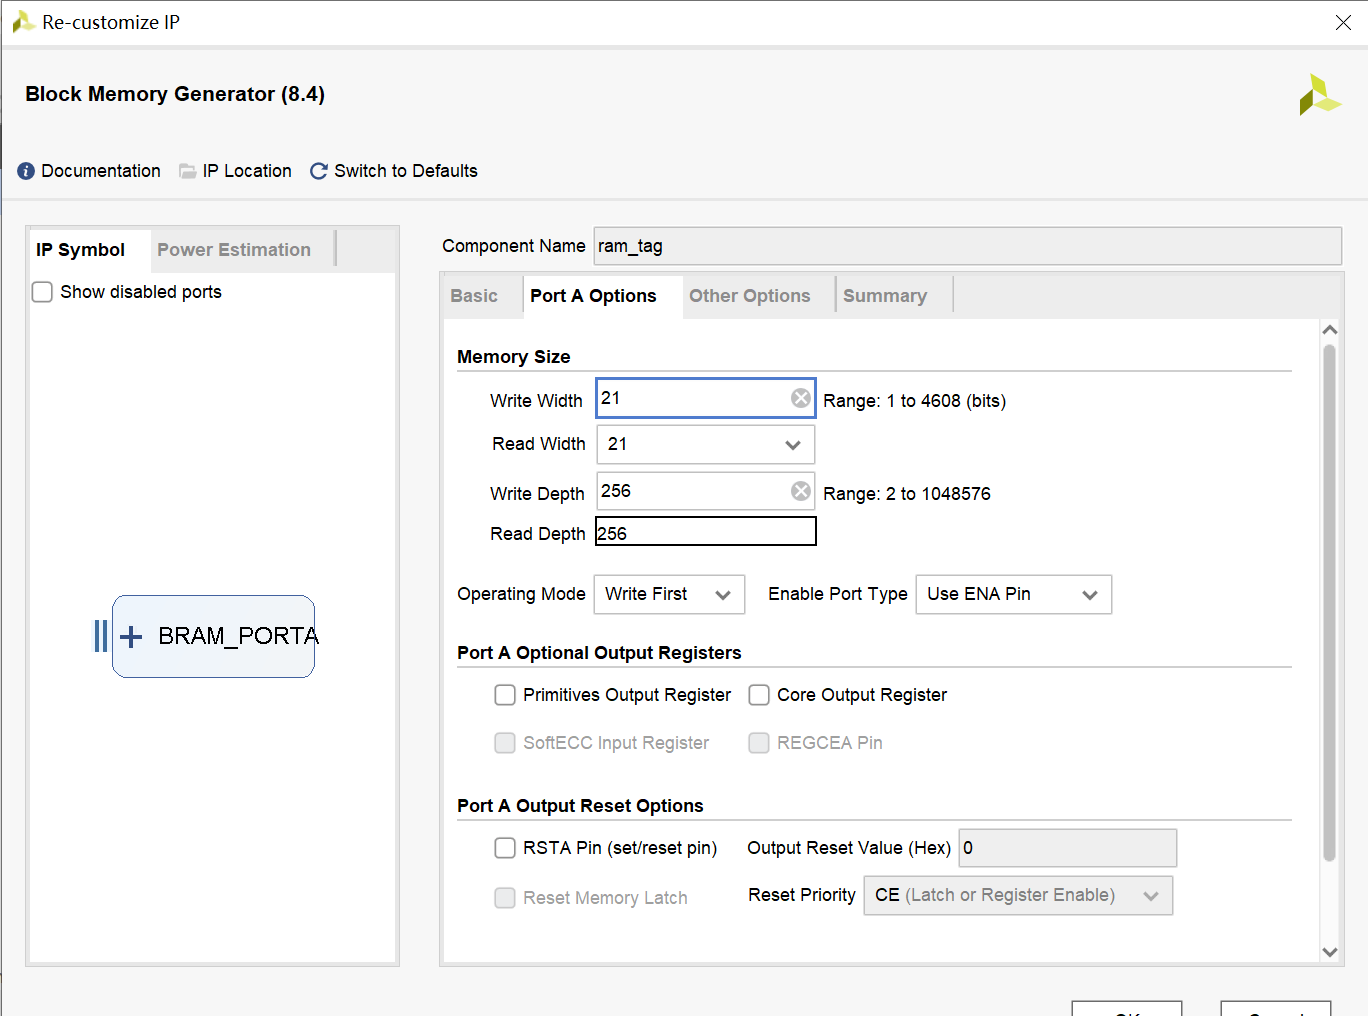 Re-customize IP
Block Memory Generator (8.4)
Documentation IP Location Switch to Defaults
IP Symbol Power Estimation
Show disabled ports
BRAM_PORTA
Component Name ram_tag
Basic Port A Options Other Options Summary
Memory Size
Write Width 21 Range: 1 to 4608 (bits)
Read Width 21
Write Depth 256 Range: 2 to 1048576
Read Depth 256
Operating Mode Write First Enable Port Type Use ENA Pin
Port A Optional Output Registers
Primitives Output Register Core Output Register
SoftECC Input Register REGCEA Pin
Port A Output Reset Options
RSTA Pin (set/reset pin) Output Reset Value (Hex) 0
Reset Memory Latch Reset Priority CE (Latch or Register Enable)